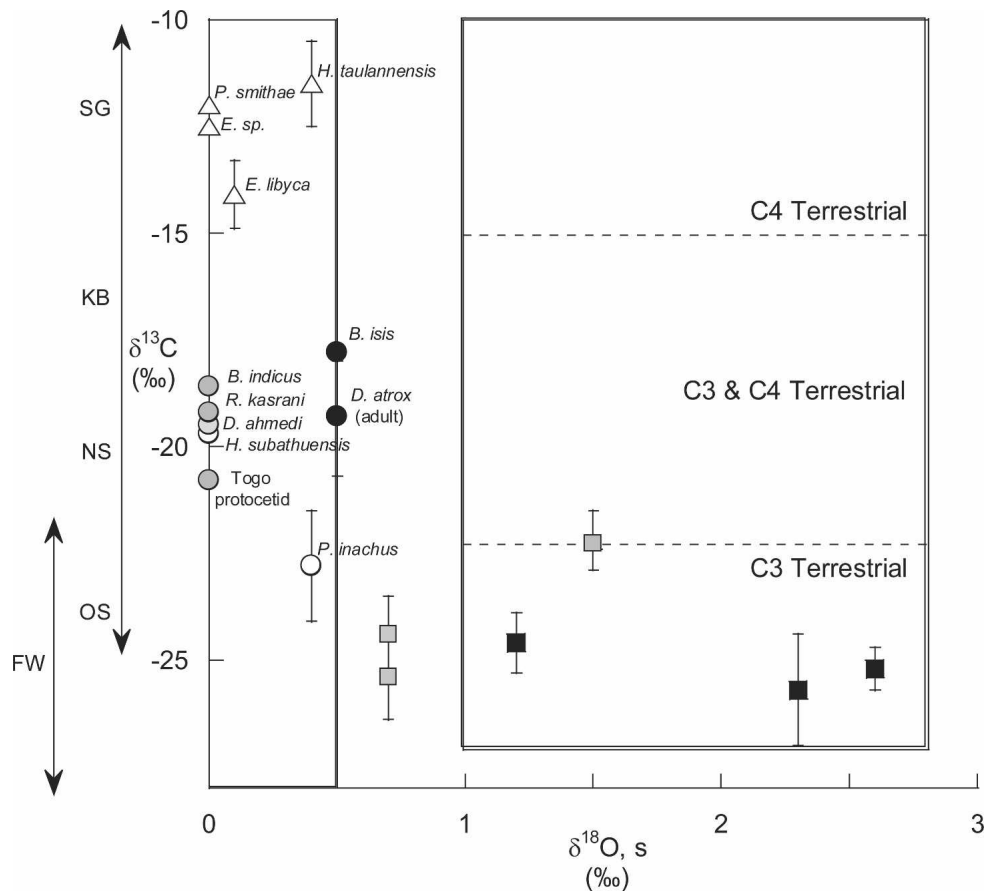 -10
H. taulannensis
SG
P. smithae
E. sp.
E. libyca
C4 Terrestrial
-15
KB
δ13C
(‰)
B. isis
B. indicus
R. kasrani
D. atrox
(adult)
C3 & C4 Terrestrial
D. ahmedi
H. subathuensis
NS
-20
Togo
protocetid
P. inachus
C3 Terrestrial
OS
FW
-25
0
1
2
3
δ18O, s
(‰)